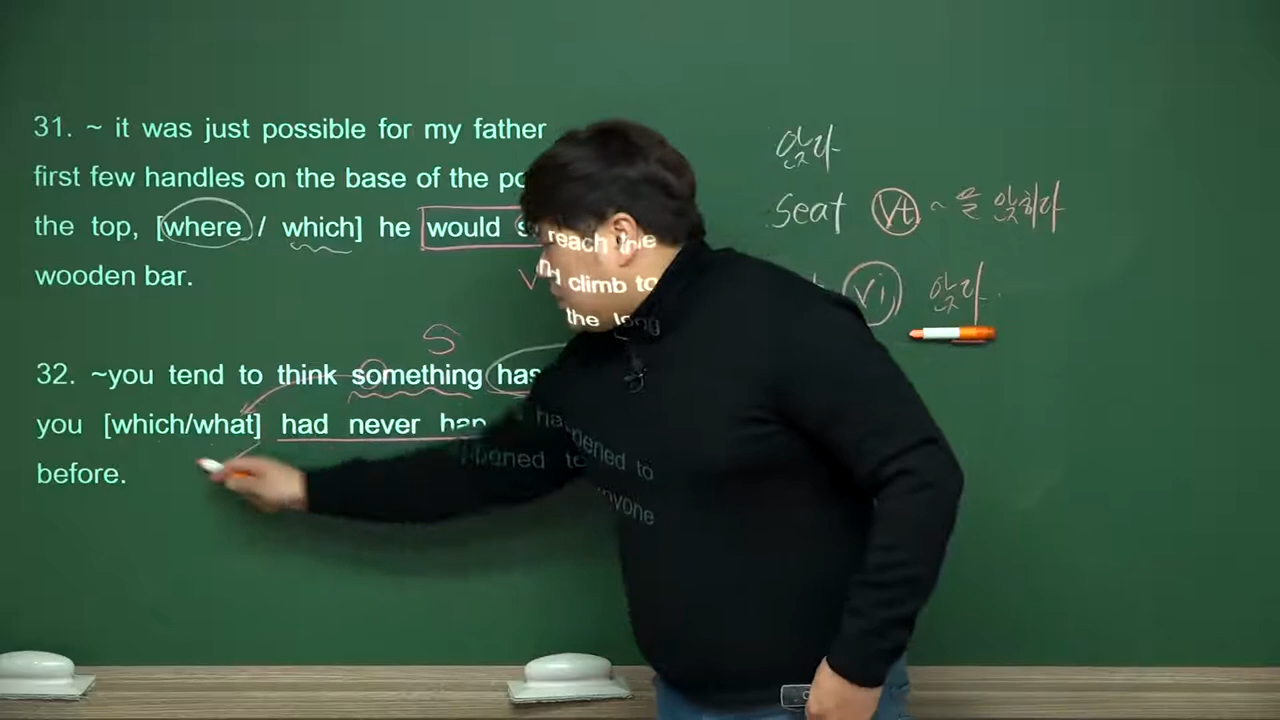 31. ~ it was just possible for my father reach the
first few handles on the base of the po climb to
the top, [where / which] he would s the long
wooden bar.
32. ~you tend to think something has happened to
you [which/what] had never happened to anyone
before.
S
V
앉다
seat vt ~ 을 앉히다
vi 앉다